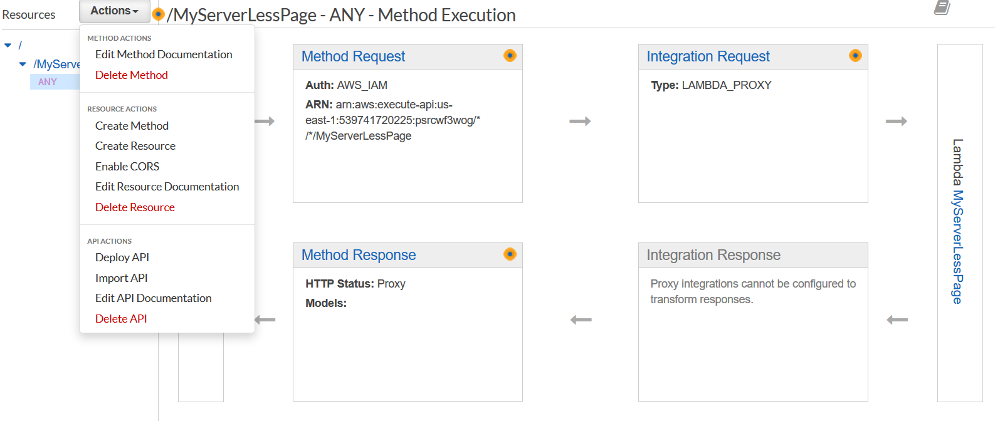 Resources
Actions
/MyServerLessPage - ANY - Method Execution
METHOD ACTIONS
Edit Method Documentation
Delete Method
RESOURCE ACTIONS
Create Method
Create Resource
Enable CORS
Edit Resource Documentation
Delete Resource
API ACTIONS
Deploy API
Import API
Edit API Documentation
Delete API
/
/MyServe
ANY
Method Request
Auth: AWS_IAM
ARN: arn:aws:execute-api:us-
east-1:539741720225:psrcwf3wog/*
/*/MyServerLessPage
Integration Request
Type: LAMBDA_PROXY
Lambda MyServerLessPage
Method Response
HTTP Status: Proxy
Models:
Integration Response
Proxy integrations cannot be configured to
transform responses.